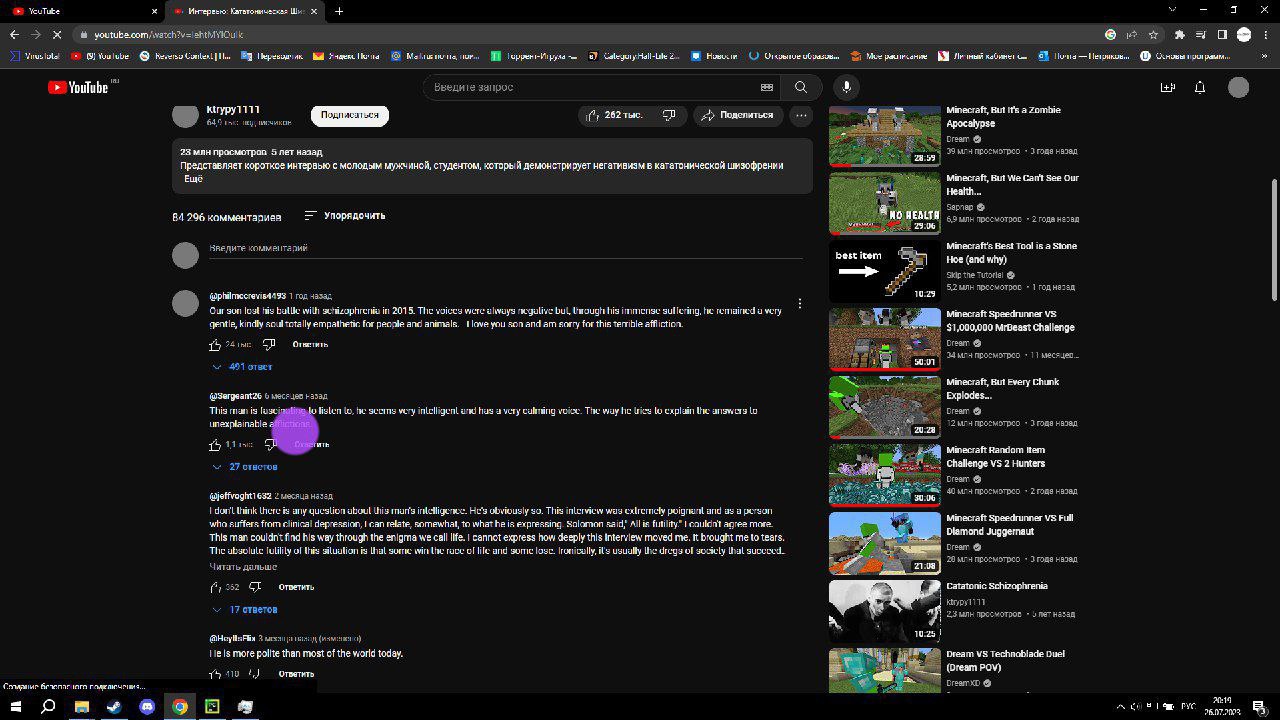 YouTube
Интервью: Кататоническая Ши
youtube.com/watch?v=
VirusTotal
(9) YouTube
Reverso Context | П...
Переводчик
Яндекс Почта
Mail.ru: почта, пои...
Торрент-Игруха -...
Category:Half-Life 2...
Новости
Открытое образов...
Мое расписание
Личный кабинет с...
Почта — Петряков...
Основы программ...
YouTube RU
Введите запрос
ktrypy1111
64,9 тыс. подписчиков
Подписаться
262 тыс.
Поделиться
23 млн просмотров 5 лет назад
Представляет короткое интервью с молодым мужчиной, студентом, который демонстрирует негативизм в кататонической шизофрении
Ещё
84 296 комментариев
Упорядочить
Введите комментарий
@philmccrevis4493 1 год назад
Our son lost his battle with schizophrenia in 2015. The voices were always negative but, through his immense suffering, he remained a very
gentle, kindly soul totally empathetic for people and animals. I love you son and am sorry for this terrible affliction.
24 тыс.
Ответить
491 ответ
@Sergeant26 6 месяцев назад
This man is fascinating to listen to, he seems very intelligent and has a very calming voice. The way he tries to explain the answers to
unexplainable afflictions.
1,1 тыс.
Ответить
27 ответов
@jeffvoght1632 2 месяца назад
I don't think there is any question about this man's intelligence. He's obviously so. This interview was extremely poignant and as a person
who suffers from clinical depression, I can relate, somewhat, to what he is expressing. Solomon said," All is futility." I couldn't agree more.
This man couldn't find his way through the enigma we call life. I cannot express how deeply this interview moved me. It brought me to tears.
The absolute futility of this situation is that some win the race of life and some lose. Ironically, it's usually the dregs of society that succeed..
Читать дальше
362
Ответить
17 ответов
@HeyItsFlix 3 месяца назад (изменено)
He is more polite than most of the world today.
410
Ответить
Minecraft, But It's a Zombie
Apocalypse
Dream
39 млн просмотров • 3 года назад
28:59
Minecraft, But We Can't See Our
Health...
Sapnap
6,9 млн просмотров • 2 года назад
NO HEALTH
29:06
best item
Minecraft's Best Tool is a Stone
Hoe (and why)
Skip the Tutorial
5,2 млн просмотров • 1 год назад
10:29
Minecraft Speedrunner VS
$1,000,000 MrBeast Challenge
Dream
34 млн просмотров • 11 месяцев...
50:01
Minecraft, But Every Chunk
Explodes...
Dream
12 млн просмотров • 3 года назад
20:28
Minecraft Random Item
Challenge VS 2 Hunters
Dream
40 млн просмотров • 2 года назад
30:06
Minecraft Speedrunner VS Full
Diamond Juggernaut
Dream
28 млн просмотров • 3 года назад
21:08
Catatonic Schizophrenia
ktrypy1111
2,3 млн просмотров • 5 лет назад
10:25
Dream VS Technoblade Duel
(Dream POV)
DreamXD
Создание безопасного подключения...
РУС
20:19
26.07.2023